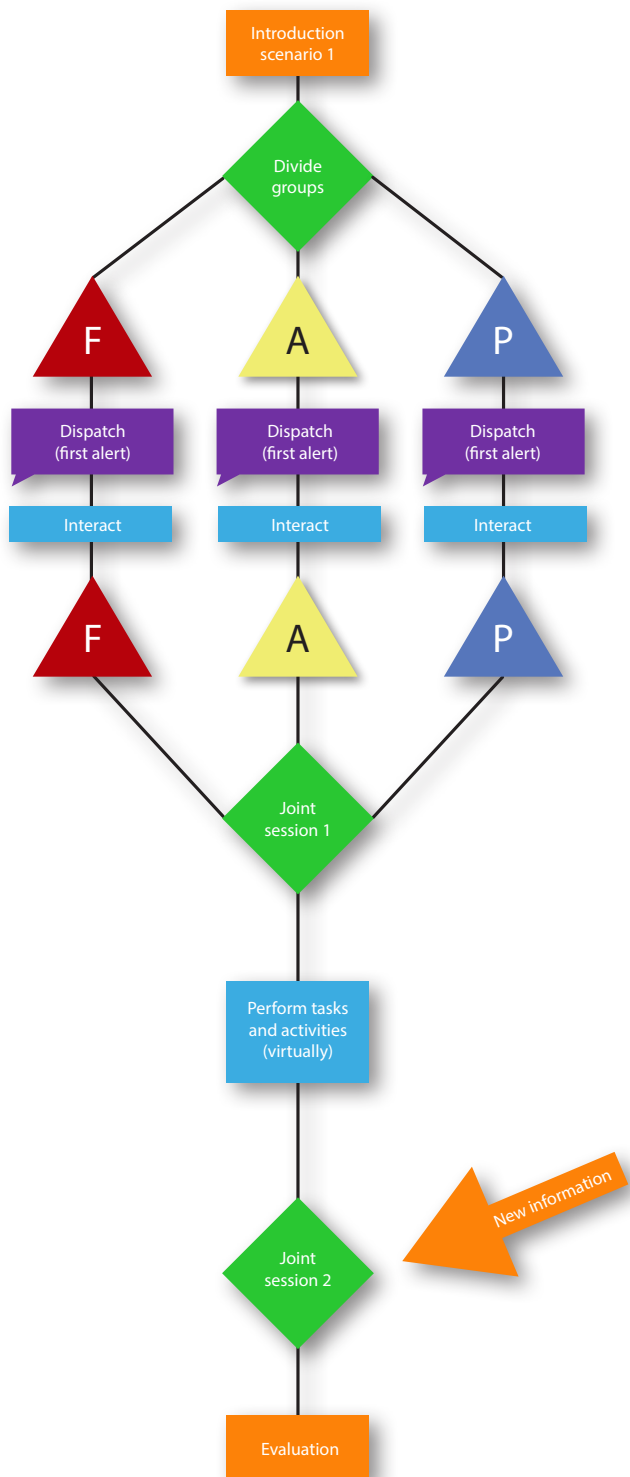 Introduction
scenario 1
Divide
groups
F
A
P
Dispatch
(first alert)
Dispatch
(first alert)
Dispatch
(first alert)
Interact
Interact
Interact
F
A
P
Joint
session 1
Perform tasks
and activities
(virtually)
New information
Joint
session 2
Evaluation